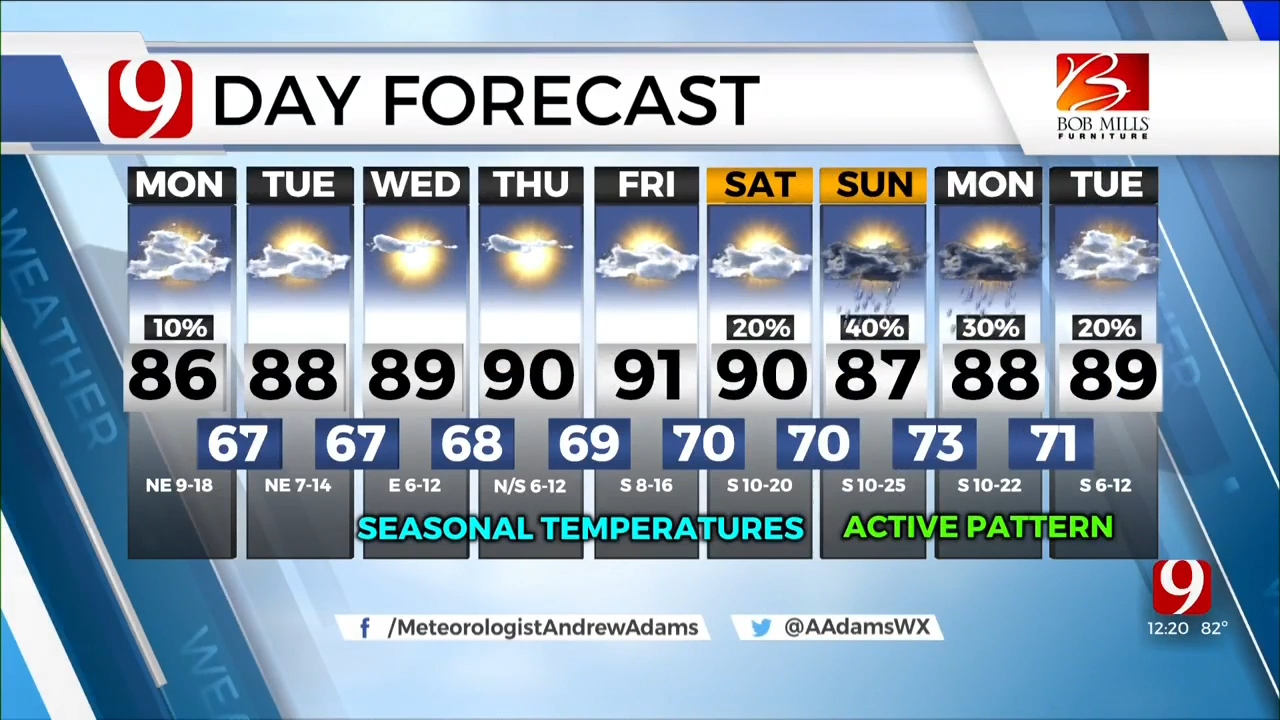 9 DAY FORECAST
B
BOB MILLS
FURNITURE
MON TUE WED THU FRI SAT SUN MON TUE
10% 20% 40% 30% 20%
86 88 89 90 91 90 87 88 89
67 67 68 69 70 70 73 71
NE 9-18 NE 7-14 E 6-12 N/S 6-12 S 8-16 S 10-20 S 10-25 S 10-22 S 6-12
SEASONAL TEMPERATURES ACTIVE PATTERN
9
f /MeteorologistAndrewAdams @AAdamsWX
12:20 82°
WEATHER